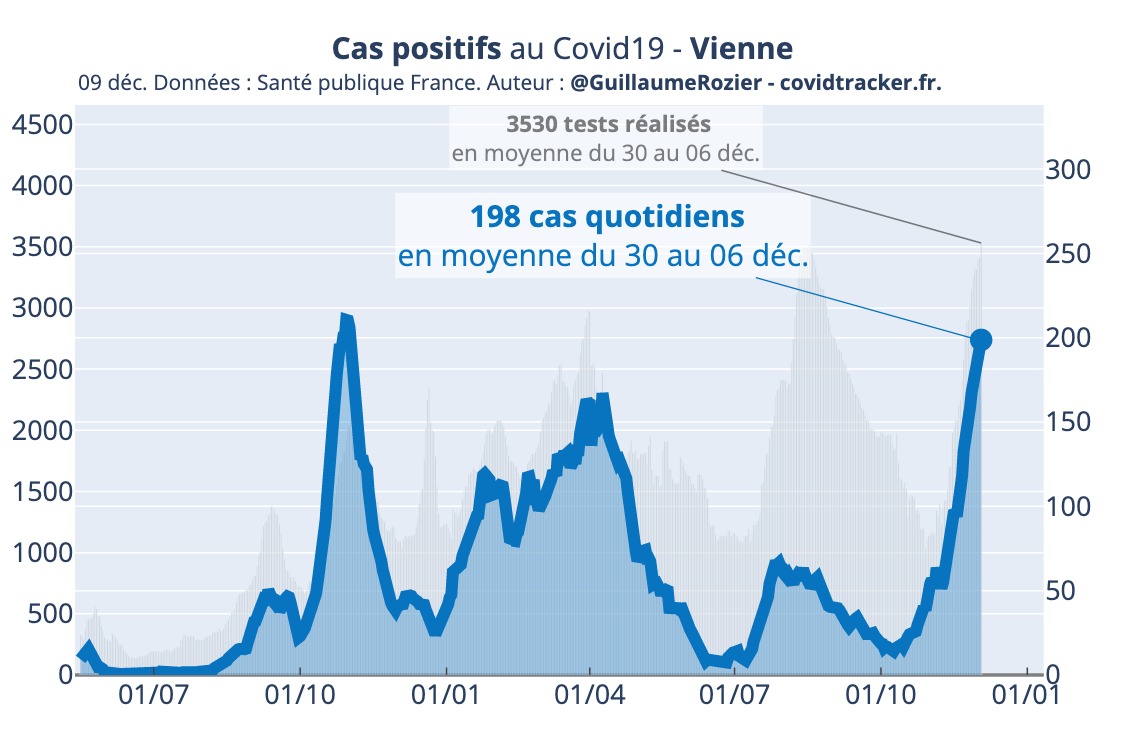 Cas positifs au Covid19 - Vienne
09 déc. Données : Santé publique France. Auteur : @GuillaumeRozier - covidtracker.fr.
3530 tests réalisés
en moyenne du 30 au 06 déc.
198 cas quotidiens
en moyenne du 30 au 06 déc.
4500
4000
3500
3000
2500
2000
1500
1000
500
0
300
250
200
150
100
50
0
01/07 01/10 01/01 01/04 01/07 01/10 01/01